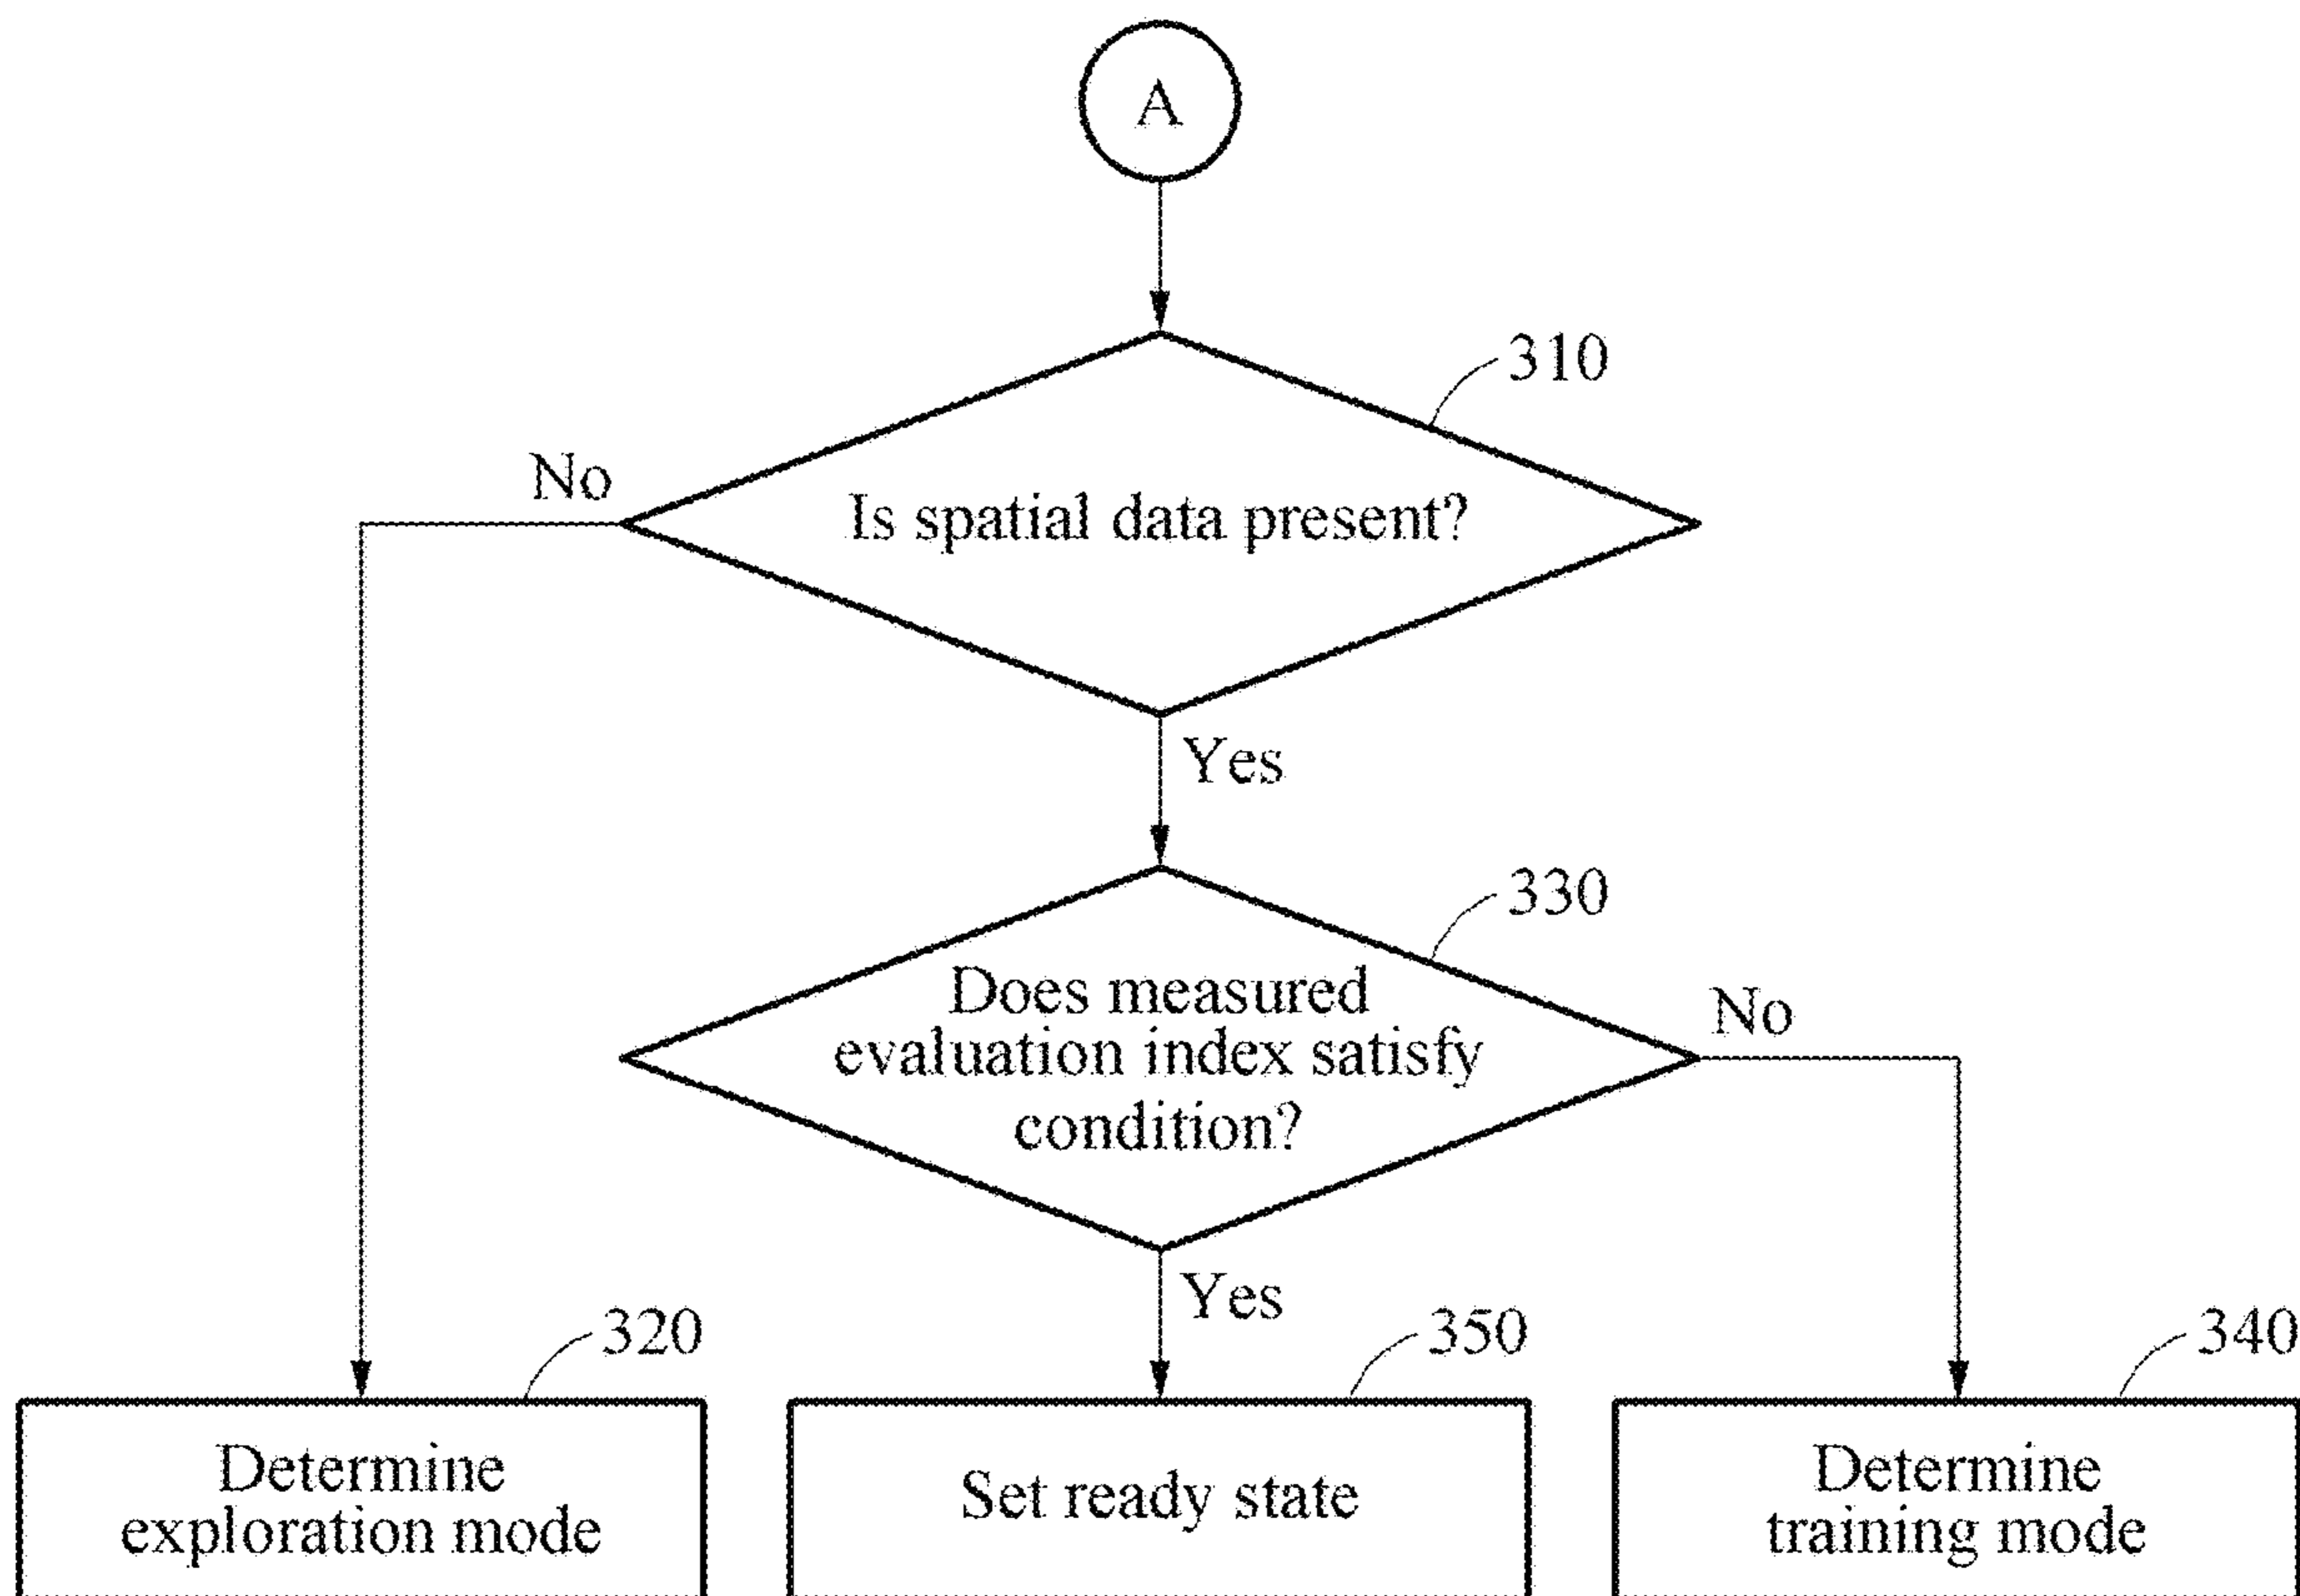 A
310
No
Is spatial data present?
Yes
330
Does measured
evaluation index satisfy
condition?
No
Yes
320
350
340
Determine
exploration mode
Set ready state
Determine
training mode